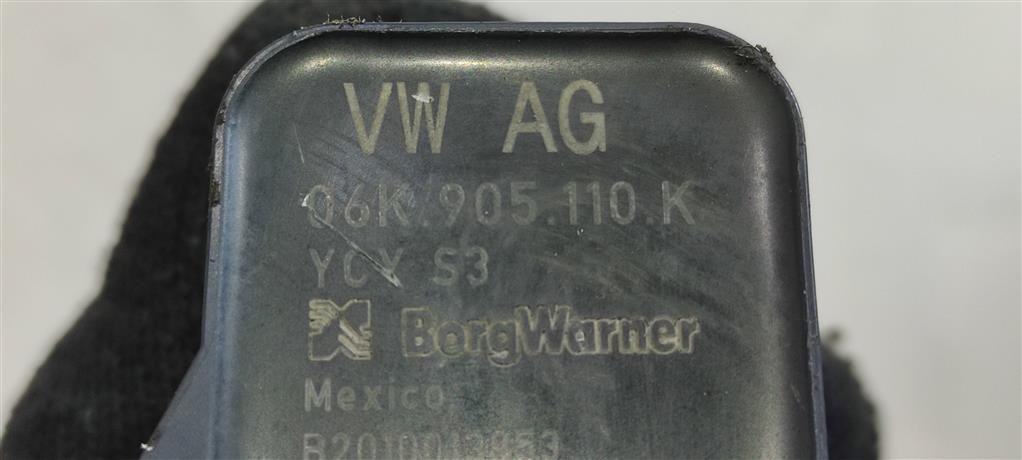 VW AG
06K.905.110.K
YCY S3
BorgWarner
Mexico,